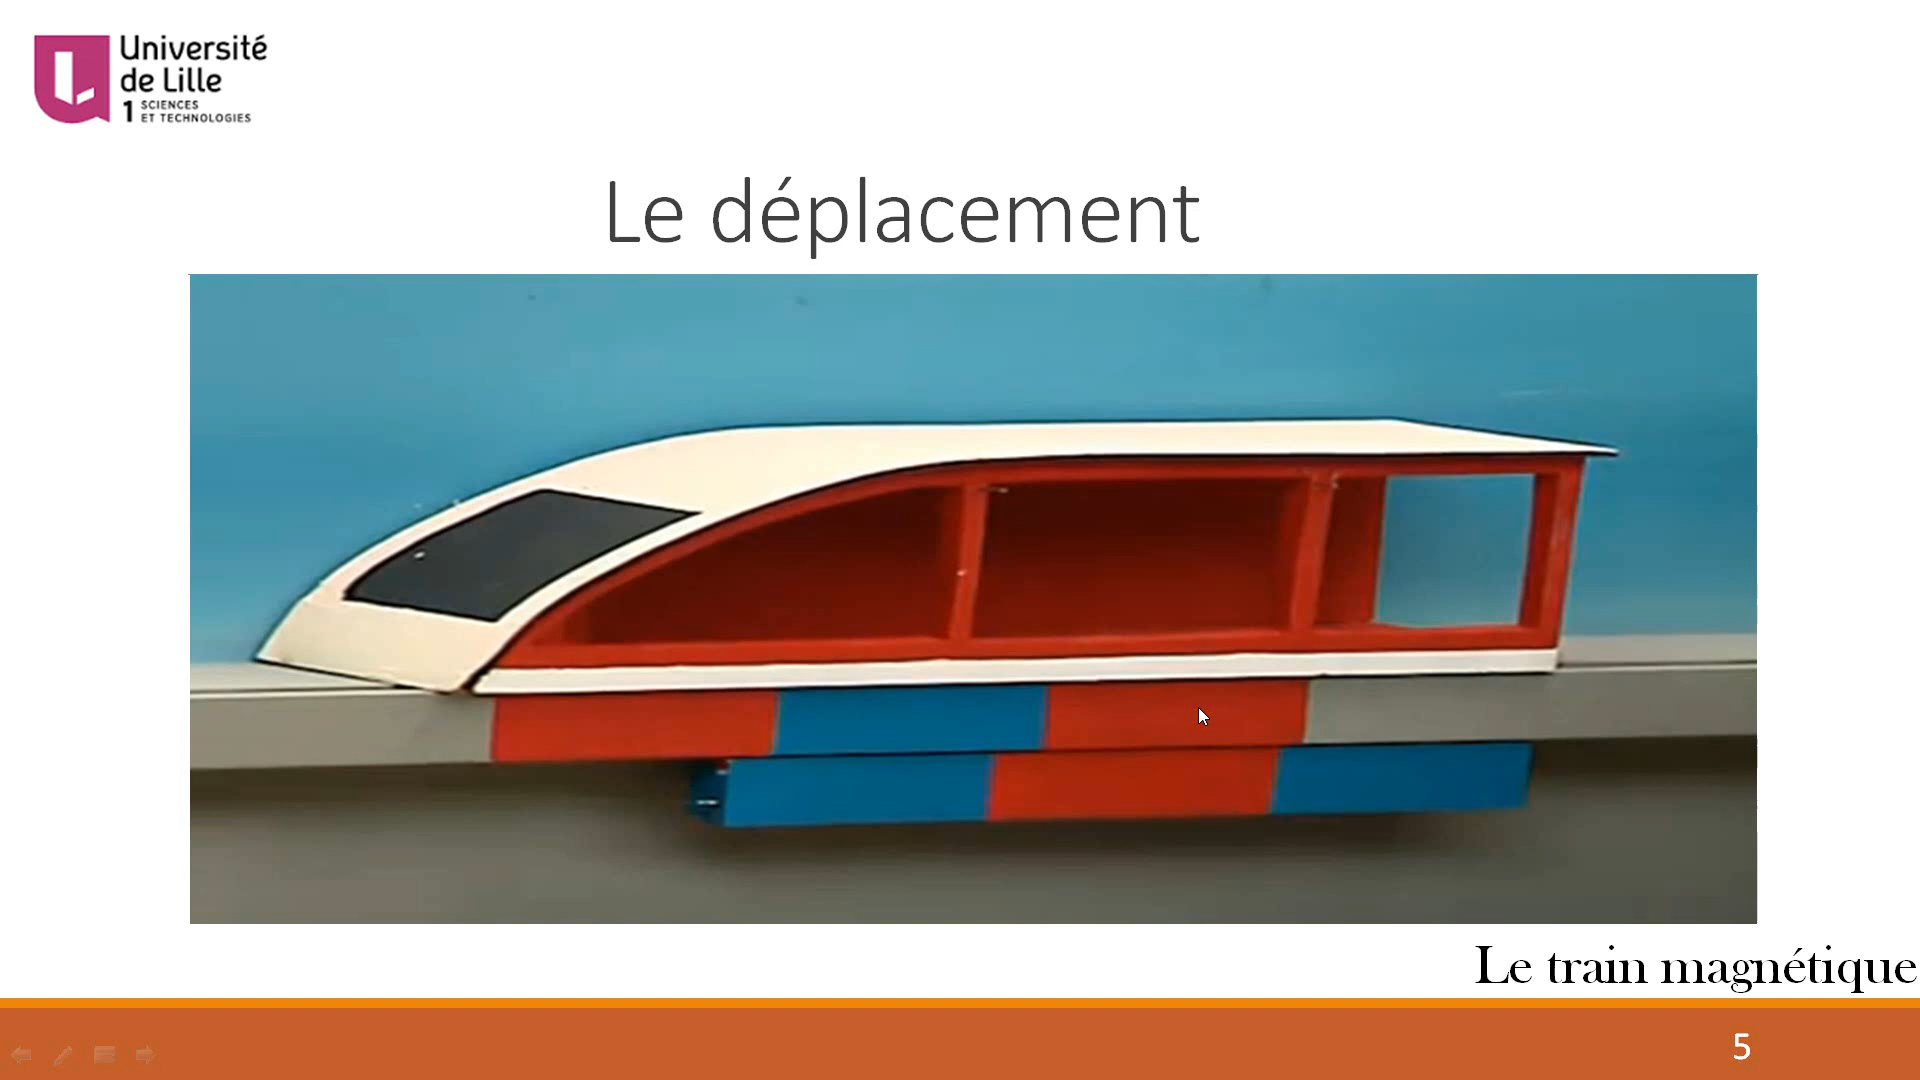 Université
de Lille
1 SCIENCES
ET TECHNOLOGIES
Le déplacement
Le train magnétique
5